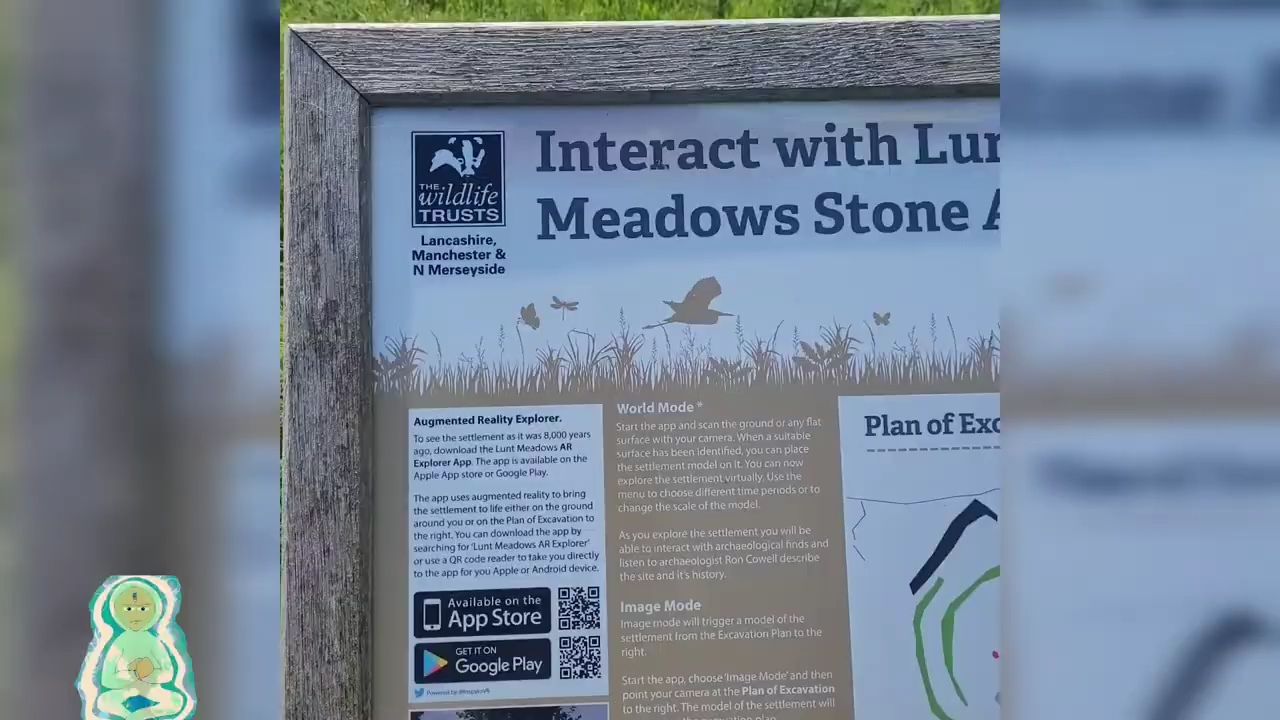 Interact with Lun
Meadows Stone A
THE
wildlife
TRUSTS
Lancashire,
Manchester &
N Merseyside
Augmented Reality Explorer.
To see the settlement as it was 8,000 years
ago, download the Lunt Meadows AR
Explorer App. The app is available on the
Apple App store or Google Play.
The app uses augmented reality to bring
the settlement to life either on the ground
around you or on the Plan of Excavation to
the right. You can download the app by
searching for 'Lunt Meadows AR Explorer'
or use a QR code reader to take you directly
to the app for you Apple or Android device.
Available on the
App Store
GET IT ON
Google Play
Powered by
World Mode *
Start the app and scan the ground or any flat
surface with your camera. When a suitable
surface has been identified, you can place
the settlement model on it. You can now
explore the settlement virtually. Use the
menu to choose different time periods or to
change the scale of the model.
As you explore the settlement you will be
able to interact with archaeological finds and
listen to archaeologist Ron Cowell describe
the site and it's history.
Image Mode
Image mode will trigger a model of the
settlement from the Excavation Plan to the
right.
Start the app, choose 'Image Mode' and then
point your camera at the Plan of Excavation
to the right. The model of the settlement will
the excavation plan
Plan of Exc